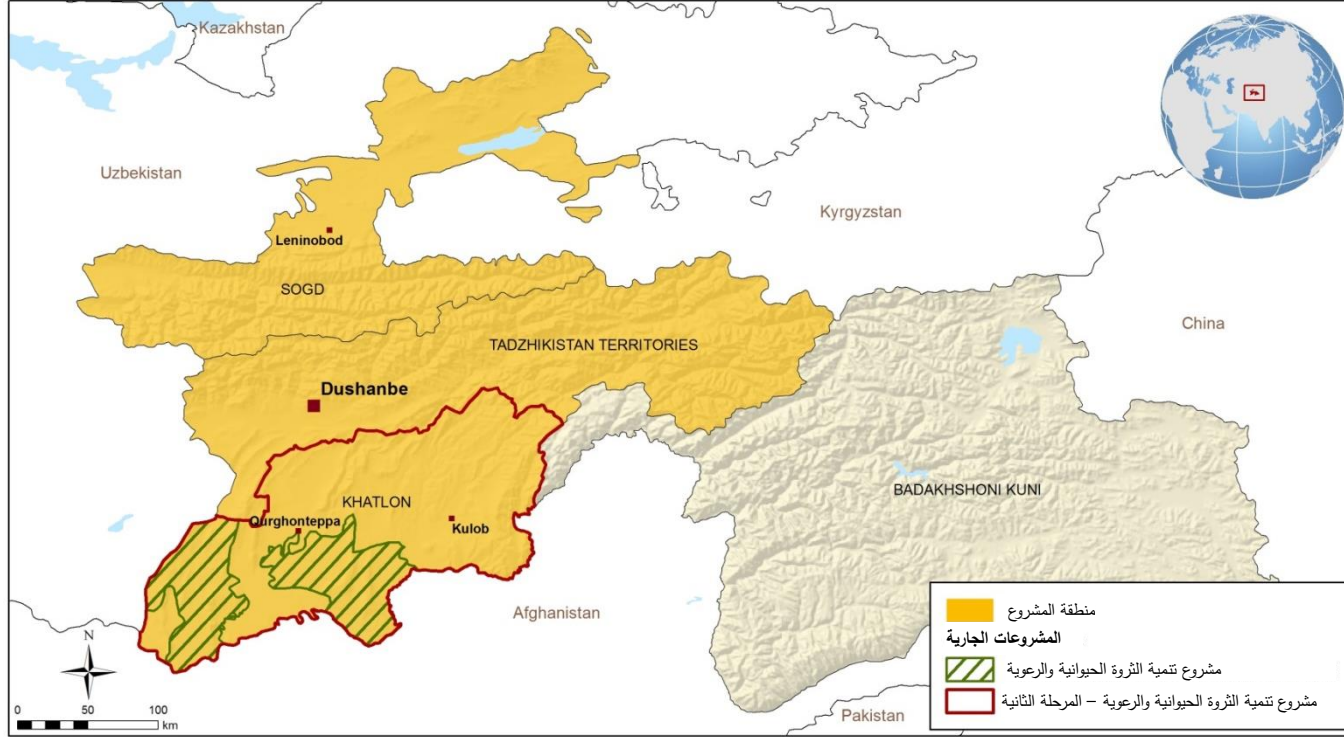 Kazakhstan
Uzbekistan
Kyrgyzstan
Leninobod
SOGD
China
TADZHIKISTAN TERRITORIES
Dushanbe
BADAKHSHONI KUNI
KHATLON
Qurghonteppa
Kulob
Afghanistan
Pakistan
N
0 50 100
km
منطقة المشروع
المشروعات الجارية
مشروع تنمية الثروة الحيوانية والرعوية
مشروع تنمية الثروة الحيوانية والرعوية – المرحلة الثانية